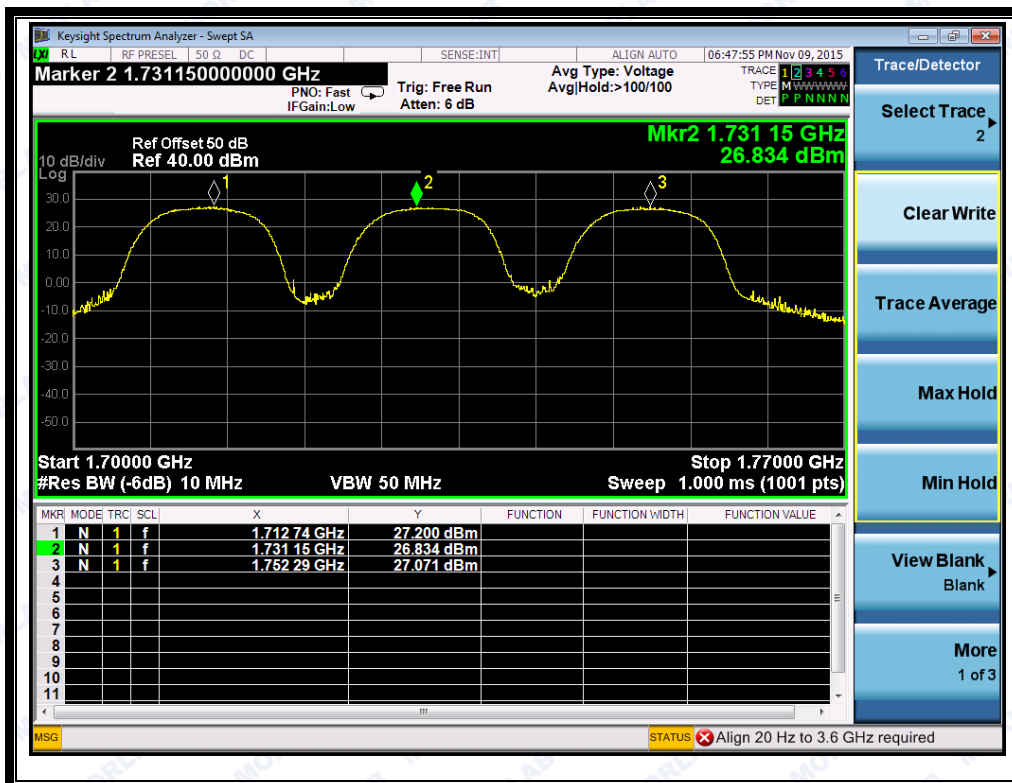 Keysight Spectrum Analyzer - Swept SA
LXI RL RF PRESEL 50 Ω DC SENSE:INT ALIGN AUTO 06:47:55 PM Nov 09, 2015
Marker 2 1.731150000000 GHz
PNO: Fast
IFGain:Low
Trig: Free Run
Atten: 6 dB
Avg Type: Voltage
Avg|Hold:>100/100
TRACE 1 2 3 4 5 6
TYPE M W W W W W
DET P P N N N N
Trace/Detector
Select Trace
2
Clear Write
Trace Average
Max Hold
Min Hold
View Blank
Blank
More
1 of 3
Ref Offset 50 dB
10 dB/div Ref 40.00 dBm
Log
Mkr2 1.731 15 GHz
26.834 dBm
1 2 3
30.0
20.0
10.0
0.00
-10.0
-20.0
-30.0
-40.0
-50.0
Start 1.70000 GHz Stop 1.77000 GHz
#Res BW (-6dB) 10 MHz VBW 50 MHz Sweep 1.000 ms (1001 pts)
MKR MODE TRC SCL X Y FUNCTION FUNCTION WIDTH FUNCTION VALUE
1 N 1 f 1.712 74 GHz 27.200 dBm
2 N 1 f 1.731 15 GHz 26.834 dBm
3 N 1 f 1.752 29 GHz 27.071 dBm
4
5
6
7
8
9
10
11
MSG STATUS Align 20 Hz to 3.6 GHz required